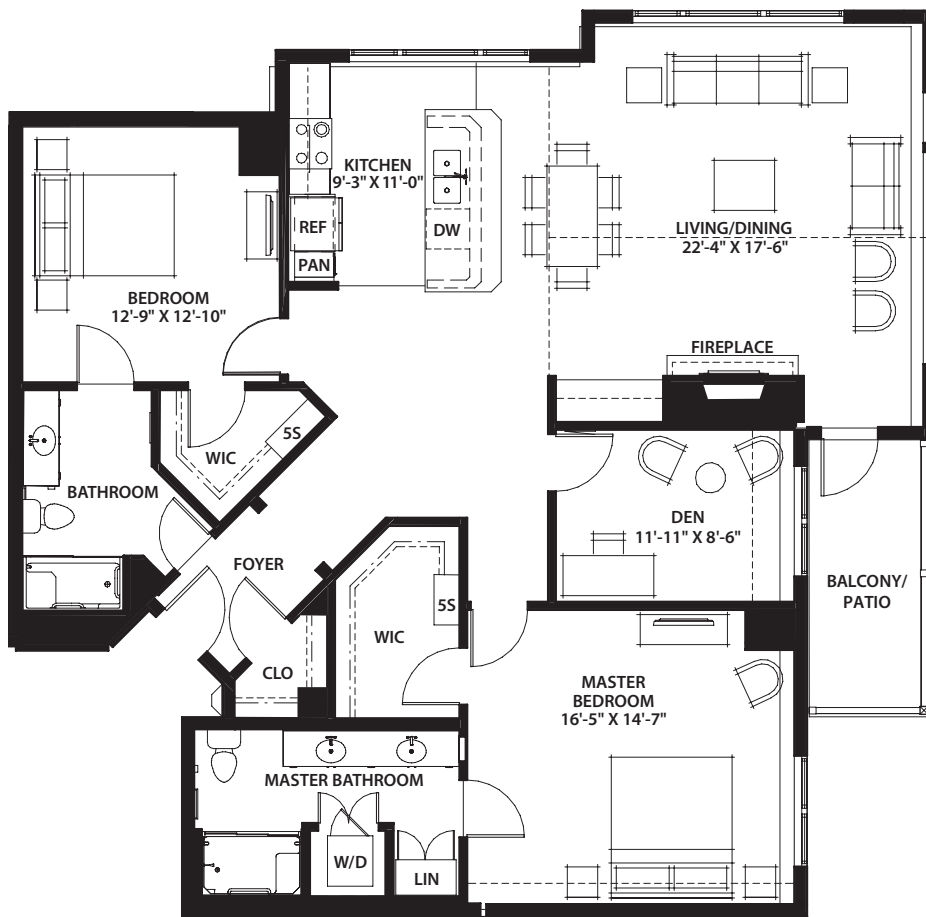 KITCHEN
9'-3" X 11'-0"
REF
DW
PAN
LIVING/DINING
22'-4" X 17'-6"
BEDROOM
12'-9" X 12'-10"
FIREPLACE
5S
WIC
BATHROOM
DEN
11'-11" X 8'-6"
FOYER
BALCONY/
PATIO
5S
WIC
CLO
MASTER
BEDROOM
16'-5" X 14'-7"
MASTER BATHROOM
W/D
LIN